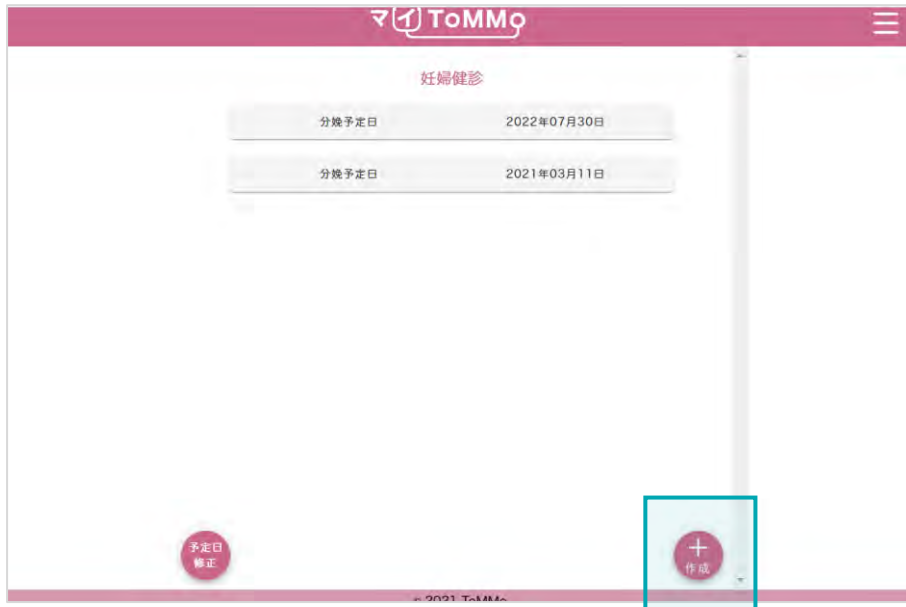 マイToMMo
妊婦健診
分娩予定日 2022年07月30日
分娩予定日 2021年03月11日
予定日
修正
＋
作成
© 2021 ToMMo